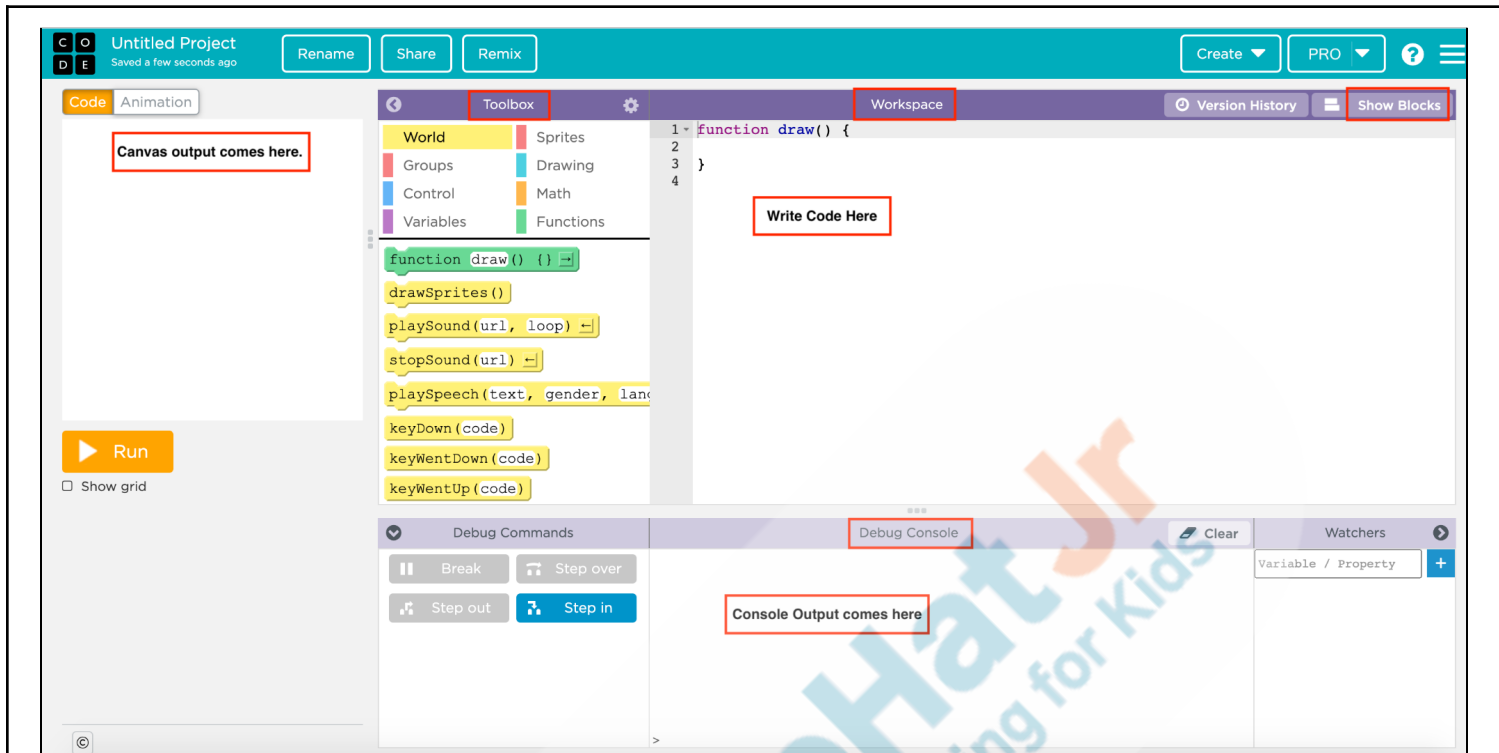 CO
DE
Untitled Project
Saved a few seconds ago
Rename
Share
Remix
Create
PRO
?
Code
Animation
Canvas output comes here.
Run
Show grid
©
Toolbox
World
Sprites
Groups
Drawing
Control
Math
Variables
Functions
function draw() {}
drawSprites()
playSound(url, loop)
stopSound(url)
playSpeech(text, gender, lan
keyDown(code)
keyWentDown(code)
keyWentUp(code)
Workspace
Version History
Show Blocks
1 function draw() {
2
3 }
4
Write Code Here
Debug Commands
Break
Step over
Step out
Step in
Debug Console
Clear
Console Output comes here
>
Watchers
Variable / Property
+
Hat Jr
ing for Kids